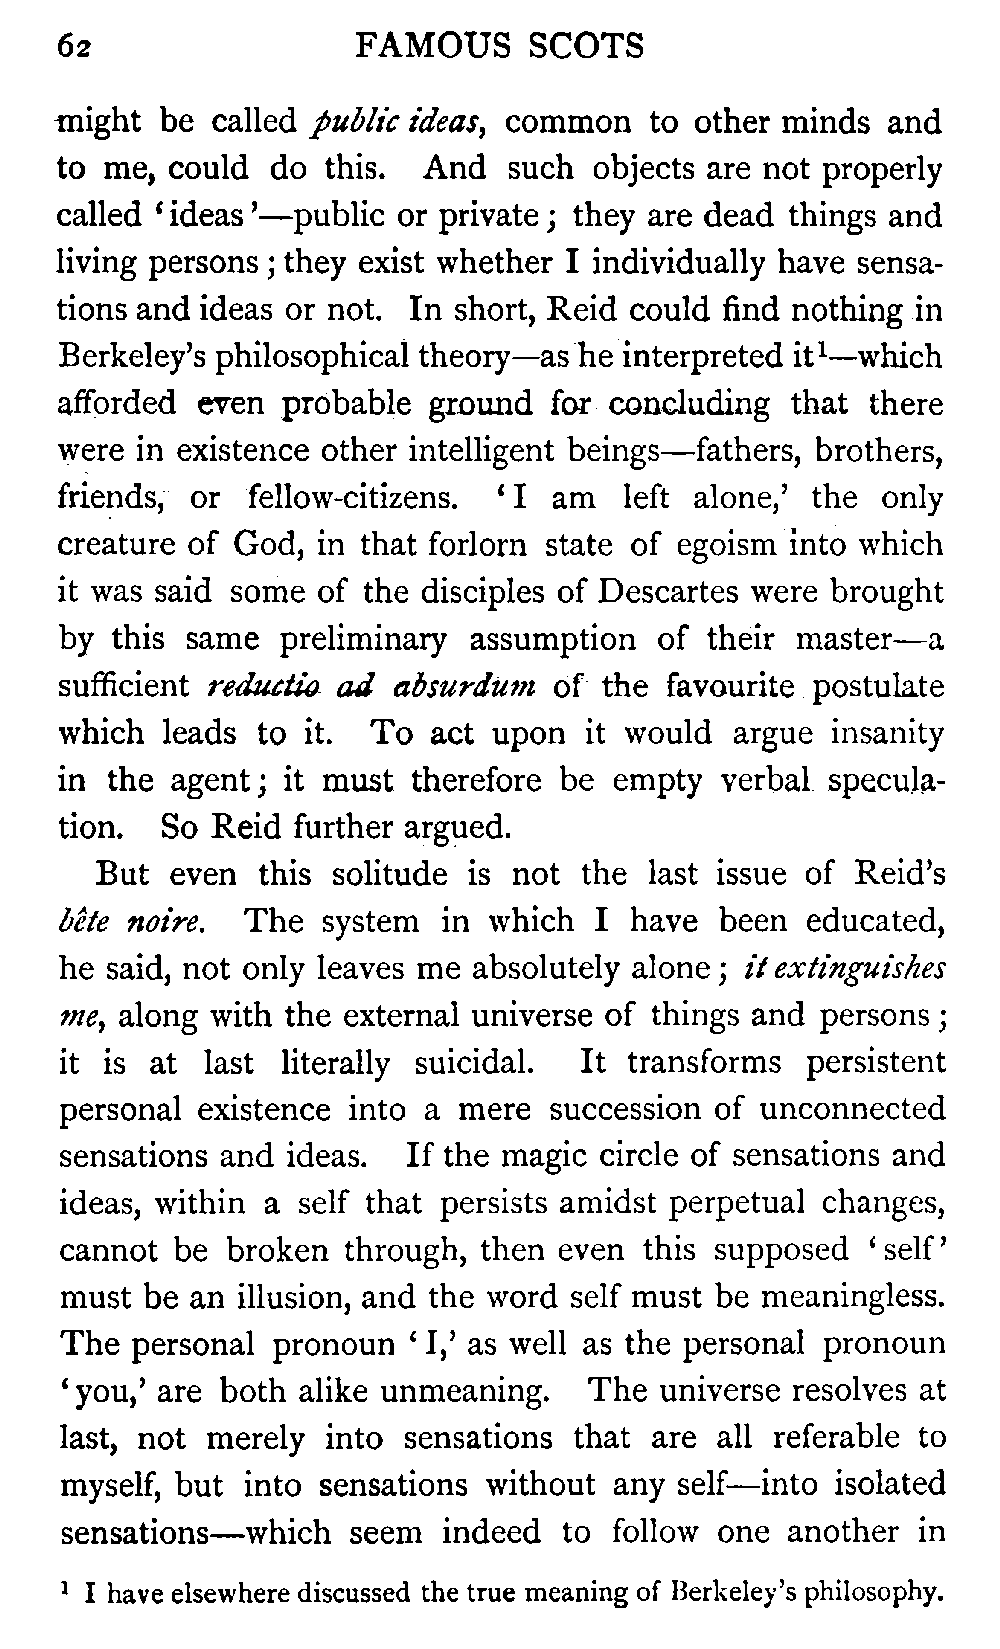 62 FAMOUS SCOTS
might be called public ideas, common to other minds and
to me, could do this. And such objects are not properly
called ‘ideas’—public or private; they are dead things and
living persons; they exist whether I individually have sensa-
tions and ideas or not. In short, Reid could find nothing in
Berkeley's philosophical theory—as he interpreted it¹—which
afforded even probable ground for concluding that there
were in existence other intelligent beings—fathers, brothers,
friends, or fellow-citizens. ‘I am left alone,’ the only
creature of God, in that forlorn state of egoism into which
it was said some of the disciples of Descartes were brought
by this same preliminary assumption of their master—a
sufficient reductio ad absurdum of the favourite postulate
which leads to it. To act upon it would argue insanity
in the agent; it must therefore be empty verbal specula-
tion. So Reid further argued.
But even this solitude is not the last issue of Reid's
bête noire. The system in which I have been educated,
he said, not only leaves me absolutely alone; it extinguishes
me, along with the external universe of things and persons;
it is at last literally suicidal. It transforms persistent
personal existence into a mere succession of unconnected
sensations and ideas. If the magic circle of sensations and
ideas, within a self that persists amidst perpetual changes,
cannot be broken through, then even this supposed ‘self’
must be an illusion, and the word self must be meaningless.
The personal pronoun ‘I,’ as well as the personal pronoun
‘you,’ are both alike unmeaning. The universe resolves at
last, not merely into sensations that are all referable to
myself, but into sensations without any self—into isolated
sensations—which seem indeed to follow one another in
¹ I have elsewhere discussed the true meaning of Berkeley's philosophy.